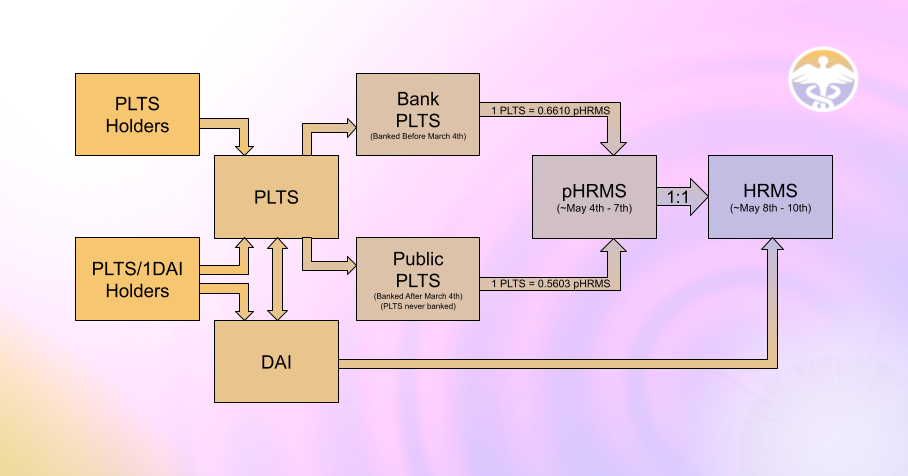 PLTS
Holders
Bank
PLTS
(Banked Before March 4th)
1 PLTS = 0.6610 pHRMS
PLTS
pHRMS
(~May 4th - 7th)
1:1
HRMS
(~May 8th - 10th)
PLTS/1DAI
Holders
Public
PLTS
(Banked After March 4th)
(PLTS never banked)
1 PLTS = 0.5603 pHRMS
DAI